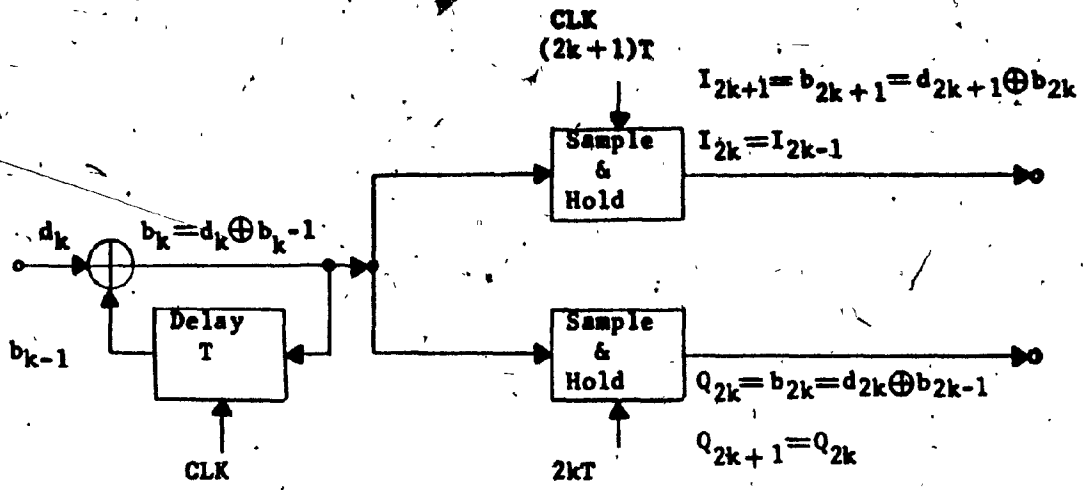 CLK
(2k+1)T
I2k+1=b2k+1=d2k+1⊕b2k
Sample
&
Hold
I2k=I2k-1
dk
bk=dk⊕bk-1
Delay
T
bk-1
CLK
Sample
&
Hold
Q2k=b2k=d2k⊕b2k-1
Q2k+1=Q2k
2kT